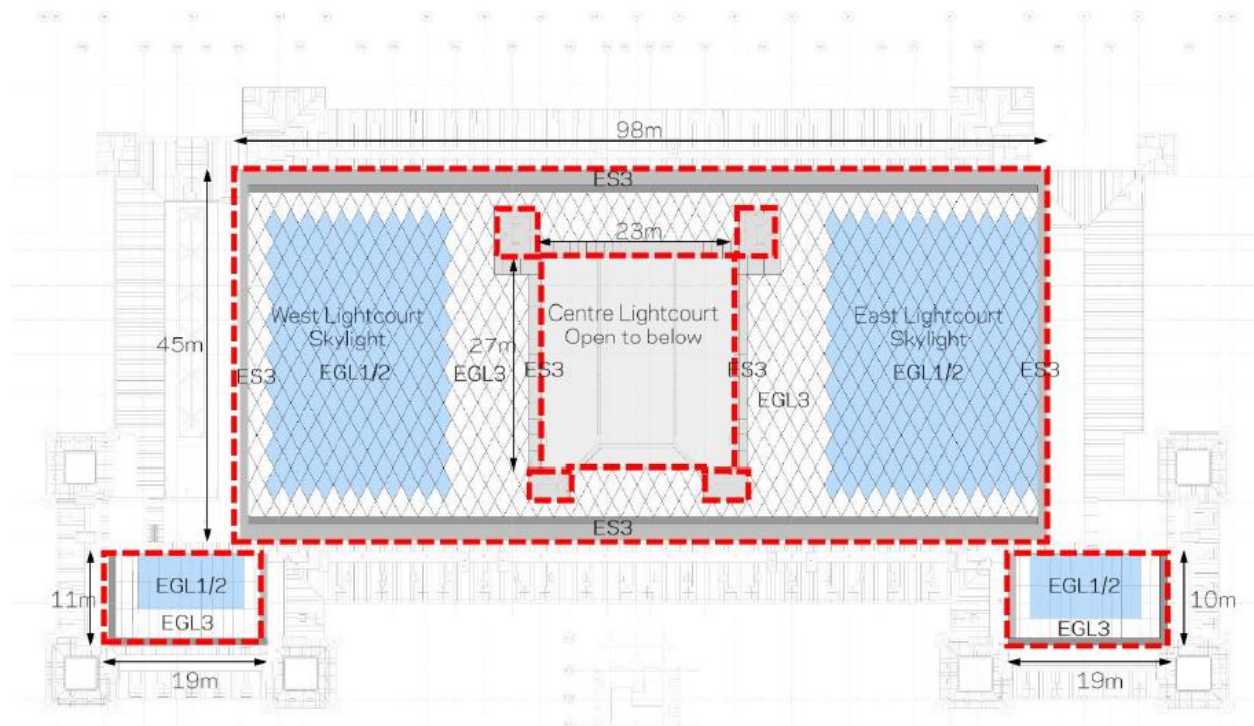 98m
ES3
23m
West Lightcourt
Skylight
EGL1/2
45m
ES3
27m
EGL3
ES3
Centre Lightcourt
Open to below
ES3
EGL3
East Lightcourt
Skylight
EGL1/2
ES3
ES3
11m
EGL1/2
EGL3
19m
EGL1/2
EGL3
10m
19m